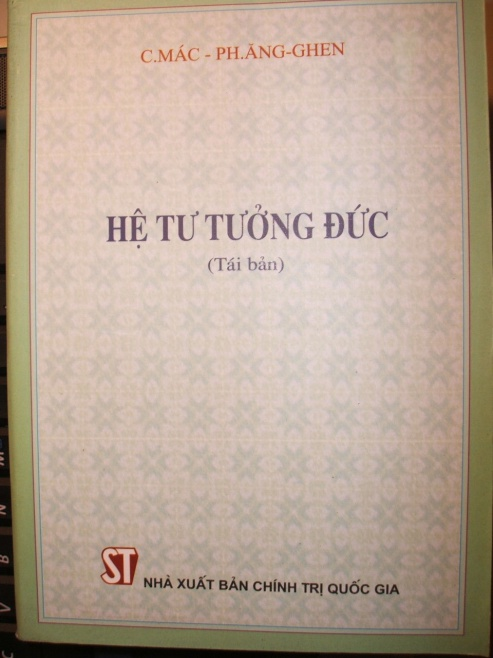 C.MÁC - PH.ĂNG-GHEN
HỆ TƯ TƯỞNG ĐỨC
(Tái bản)
ST
NHÀ XUẤT BẢN CHÍNH TRỊ QUỐC GIA
M
N
B
V
C